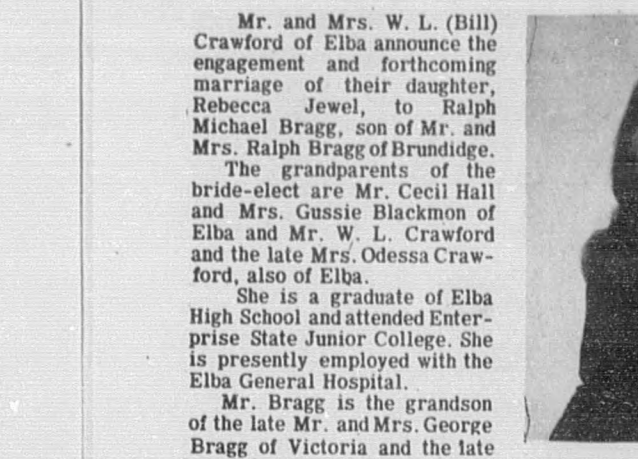 Mr. and Mrs. W. L. (Bill)
Crawford of Elba announce the
engagement and forthcoming
marriage of their daughter,
Rebecca Jewel, to Ralph
Michael Bragg, son of Mr. and
Mrs. Ralph Bragg of Brundidge.
The grandparents of the
bride-elect are Mr. Cecil Hall
and Mrs. Gussie Blackmon of
Elba and Mr. W. L. Crawford
and the late Mrs. Odessa Craw-
ford, also of Elba.
She is a graduate of Elba
High School and attended Enter-
prise State Junior College. She
is presently employed with the
Elba General Hospital.
Mr. Bragg is the grandson
of the late Mr. and Mrs. George
Bragg of Victoria and the late